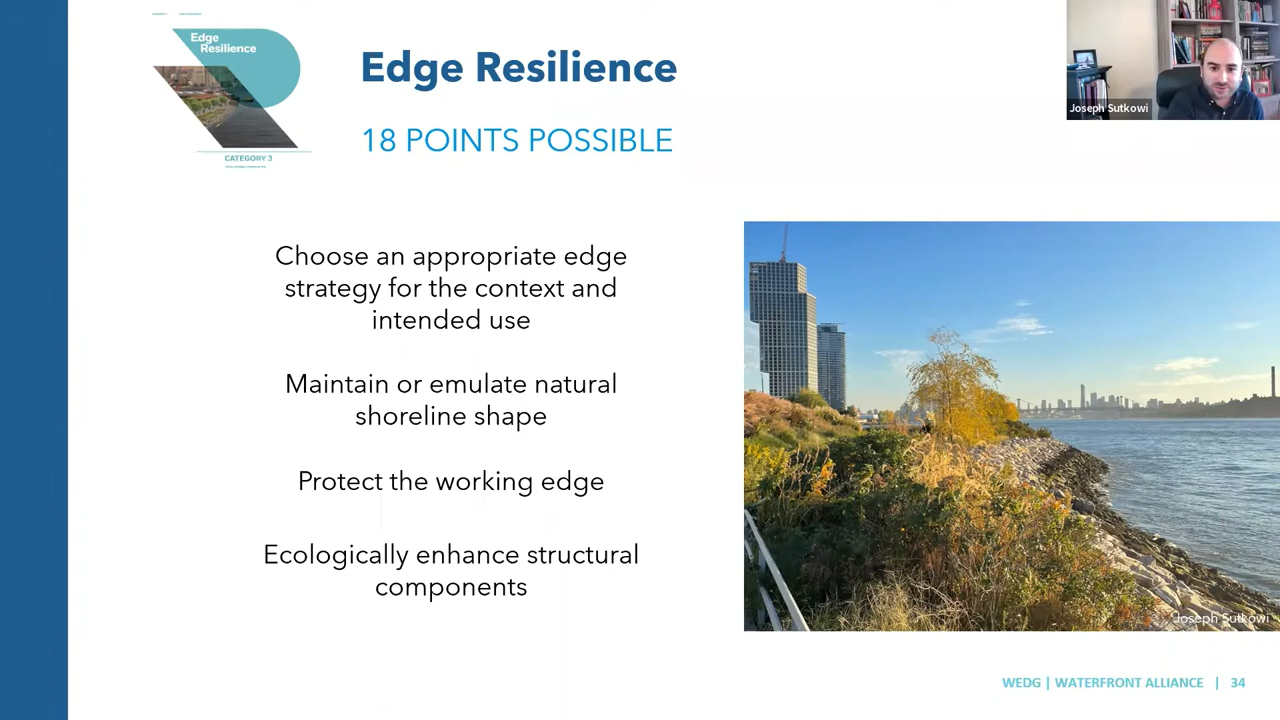 Edge
Resilience
CATEGORY 3
Edge Resilience
18 POINTS POSSIBLE
Joseph Sutkowi
Choose an appropriate edge
strategy for the context and
intended use
Maintain or emulate natural
shoreline shape
Protect the working edge
Ecologically enhance structural
components
Joseph Sutkowi
WEDG | WATERFRONT ALLIANCE | 34